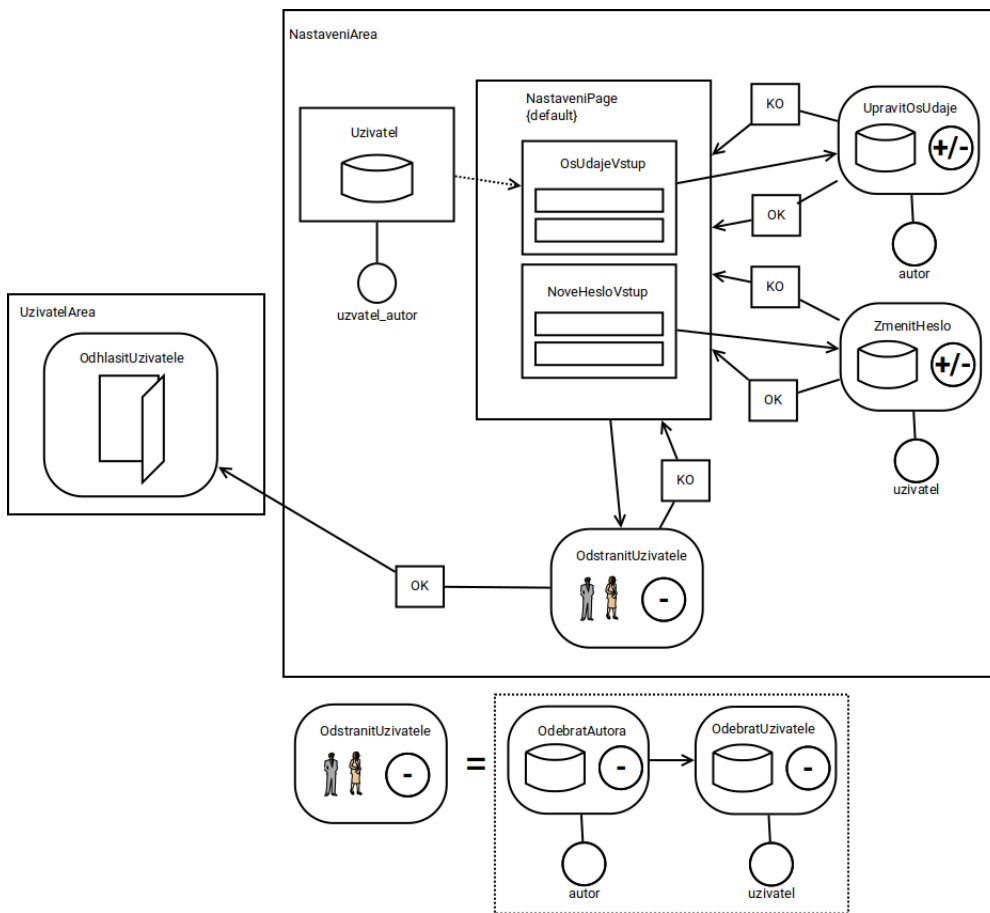 NastaveniArea
NastaveniPage
{default}
KO
UpravitOsUdaje
+/-
Uzivatel
OsUdajeVstup
OK
autor
KO
NoveHesloVstup
uzvatel_autor
UzivatelArea
ZmenitHeslo
+/-
OdhlasitUzivatele
OK
KO
uzivatel
OdstranitUzivatele
OK
-
OdstranitUzivatele
-
=
OdebratAutora
-
OdebratUzivatele
-
autor
uzivatel